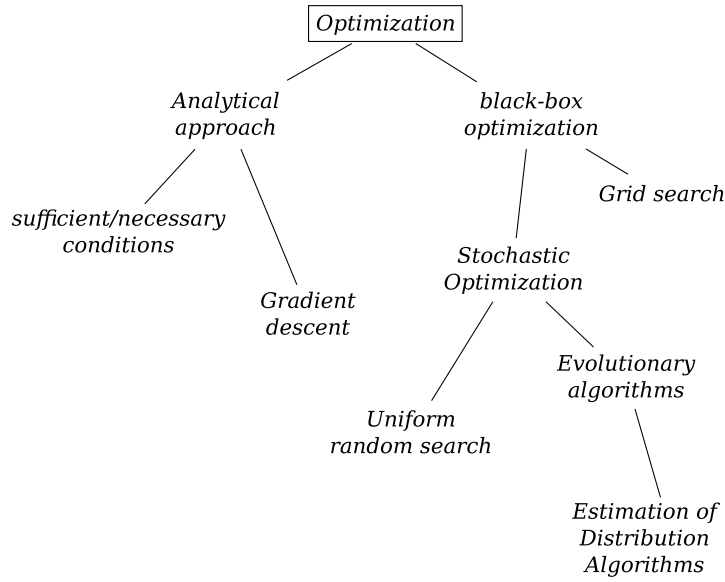 Optimization
Analytical
approach
black-box
optimization
sufficient/necessary
conditions
Grid search
Gradient
descent
Stochastic
Optimization
Uniform
random search
Evolutionary
algorithms
Estimation of
Distribution
Algorithms